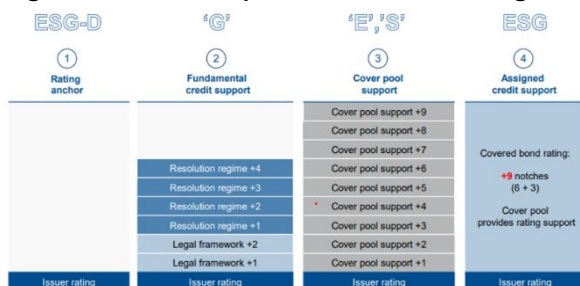 ESG-D
‘G’
‘E’,’S’
ESG
1
2
3
4
Rating
anchor
Fundamental
credit support
Cover pool
support
Assigned
credit support
Resolution regime +4
Resolution regime +3
Resolution regime +2
Resolution regime +1
Legal framework +2
Legal framework +1
Cover pool support +9
Cover pool support +8
Cover pool support +7
Cover pool support +6
Cover pool support +5
Cover pool support +4
Cover pool support +3
Cover pool support +2
Cover pool support +1
Covered bond rating:
+9 notches
(6 + 3)
Cover pool
provides rating support
Issuer rating
Issuer rating
Issuer rating
Issuer rating